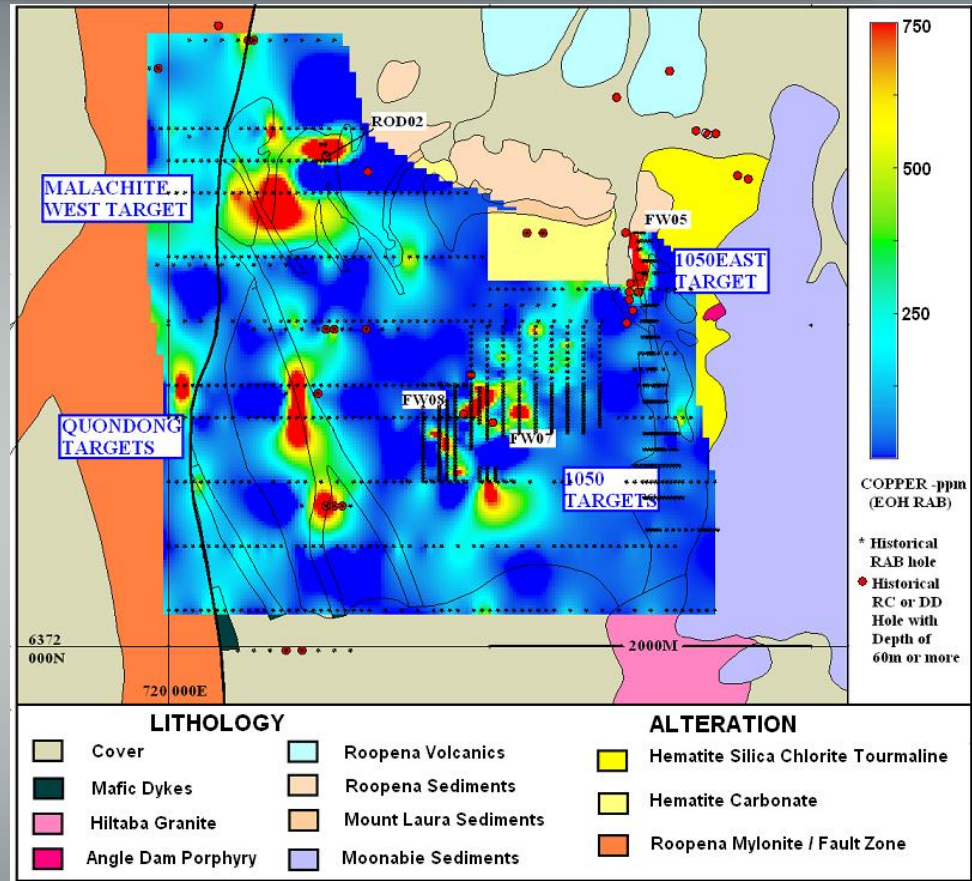 750
500
250
COPPER -ppm
(EOH RAB)
* Historical
RAB hole
Historical
RC or DD
Hole with
Depth of
60m or more
ROD02
MALACHITE
WEST TARGET
FW05
1050EAST
TARGET
FW08
QUONDONG
TARGETS
FW07
1050
TARGETS
6372
000N
2000M
720 000E
LITHOLOGY
Cover
Mafic Dykes
Hiltaba Granite
Angle Dam Porphyry
Roopena Volcanics
Roopena Sediments
Mount Laura Sediments
Moonabie Sediments
ALTERATION
Hematite Silica Chlorite Tourmaline
Hematite Carbonate
Roopena Mylonite / Fault Zone